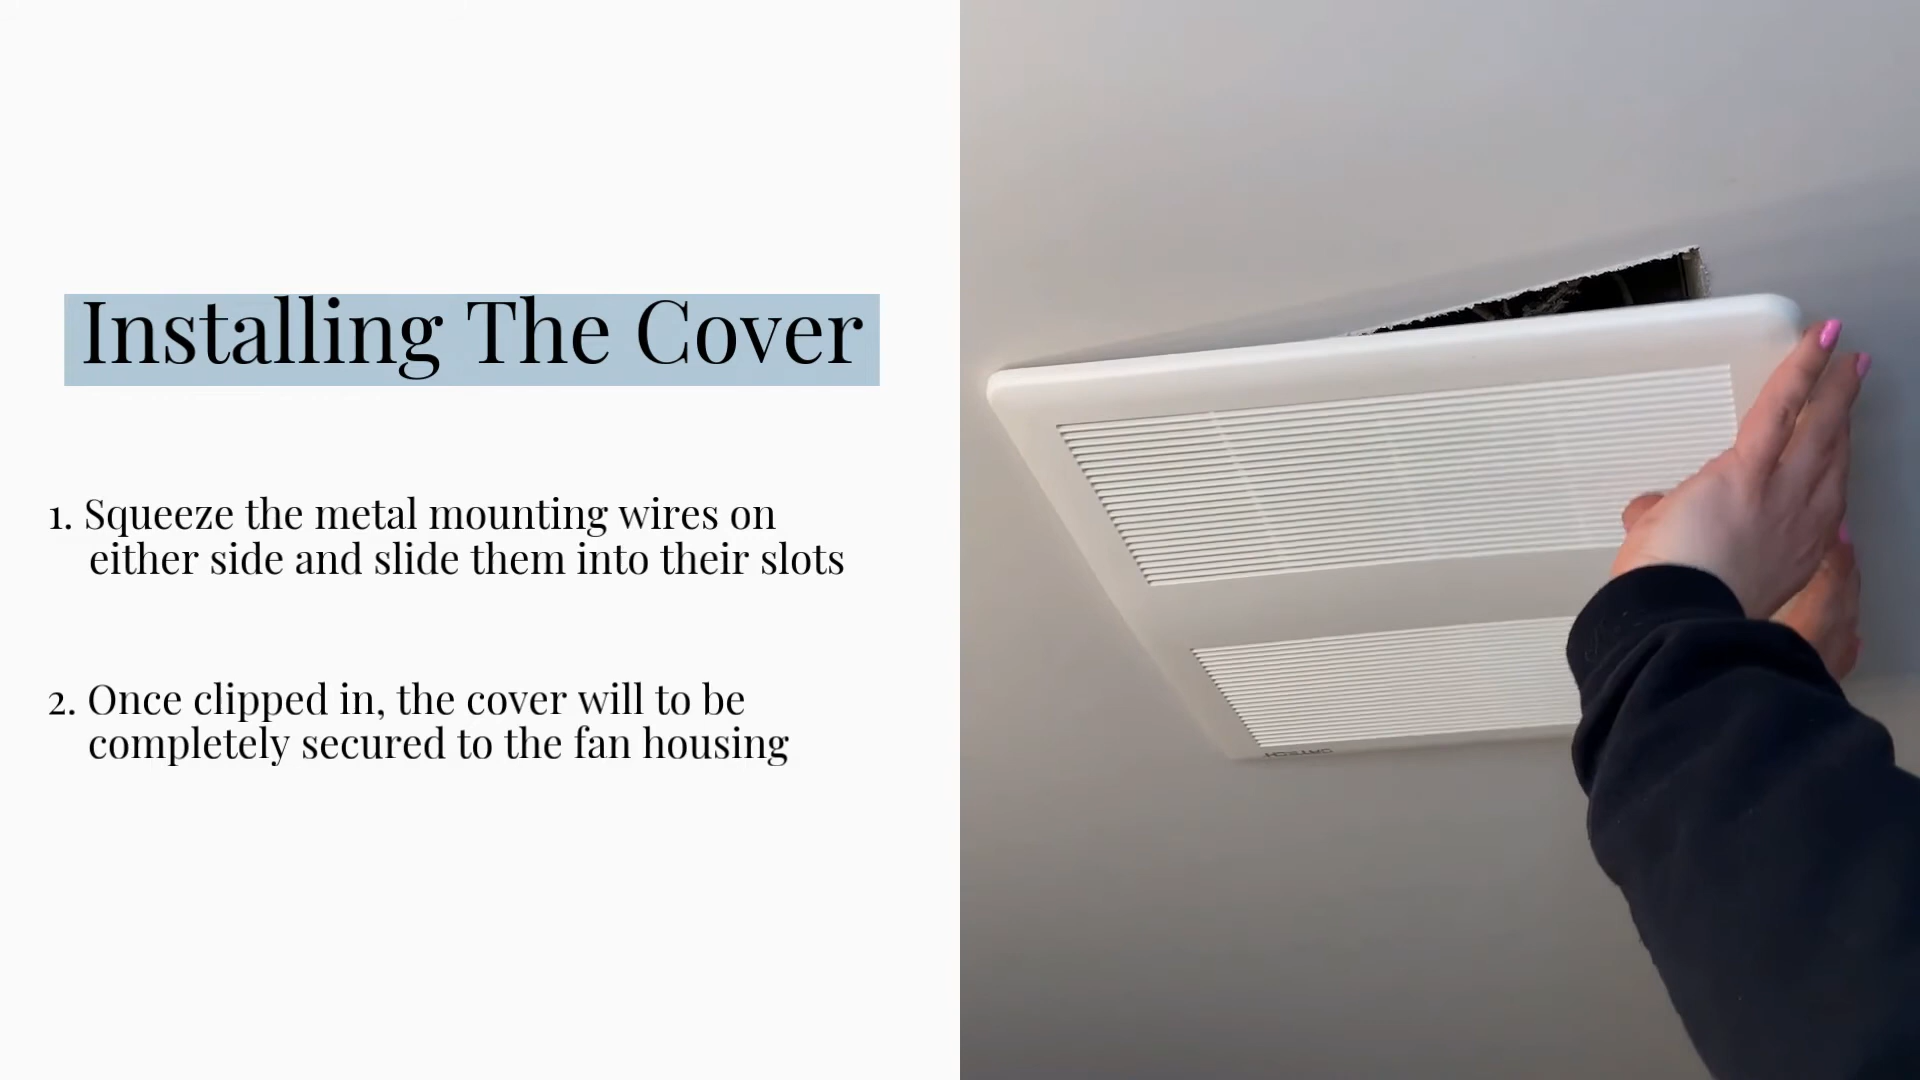 Installing The Cover
1. Squeeze the metal mounting wires on
either side and slide them into their slots
2. Once clipped in, the cover will to be
completely secured to the fan housing